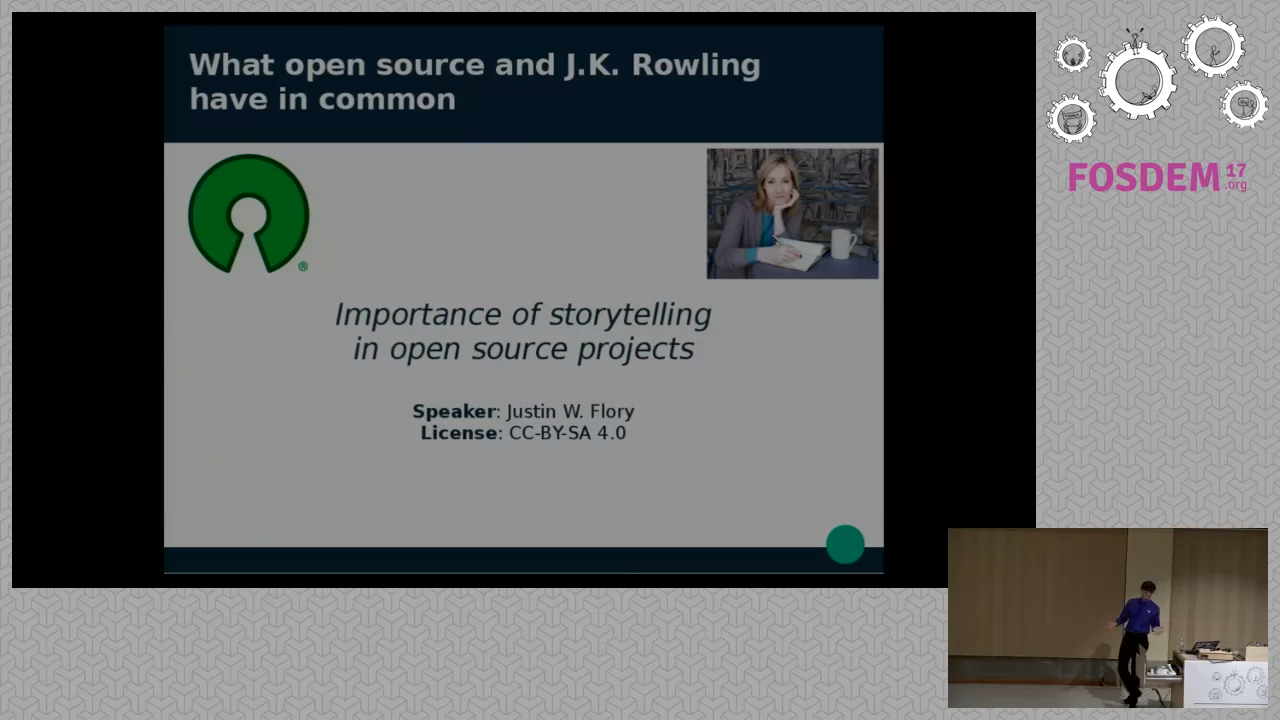 What open source and J.K. Rowling
have in common
®
Importance of storytelling
in open source projects
Speaker: Justin W. Flory
License: CC-BY-SA 4.0
FOSDEM 17
.org